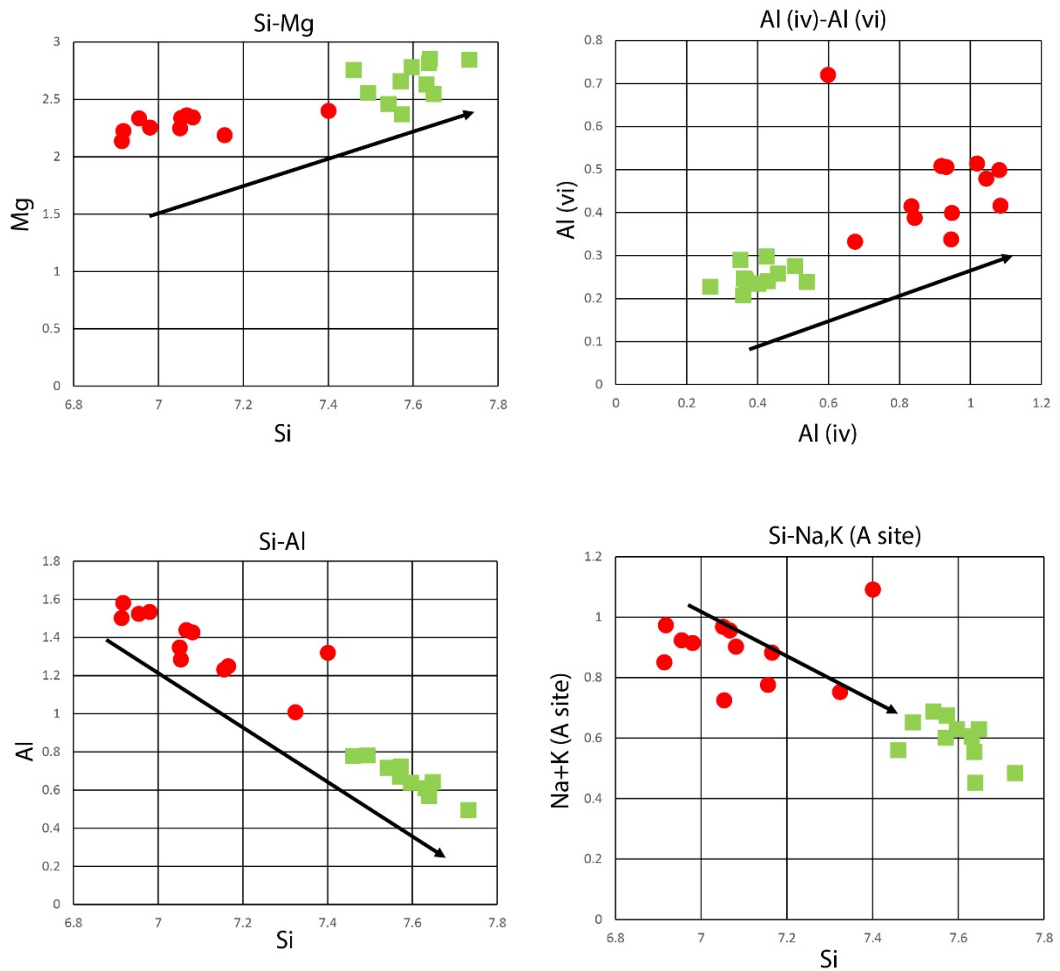 Si-Mg
3
2.5
2
1.5
1
0.5
0
Mg
6.8 7 7.2 7.4 7.6 7.8
Si
Al (iv)-Al (vi)
0.8
0.7
0.6
0.5
0.4
0.3
0.2
0.1
0
Al (vi)
0 0.2 0.4 0.6 0.8 1 1.2
Al (iv)
Si-Al
1.8
1.6
1.4
1.2
1
0.8
0.6
0.4
0.2
0
Al
6.8 7 7.2 7.4 7.6 7.8
Si
Si-Na,K (A site)
1.2
1
0.8
0.6
0.4
0.2
0
Na+K (A site)
6.8 7 7.2 7.4 7.6 7.8
Si